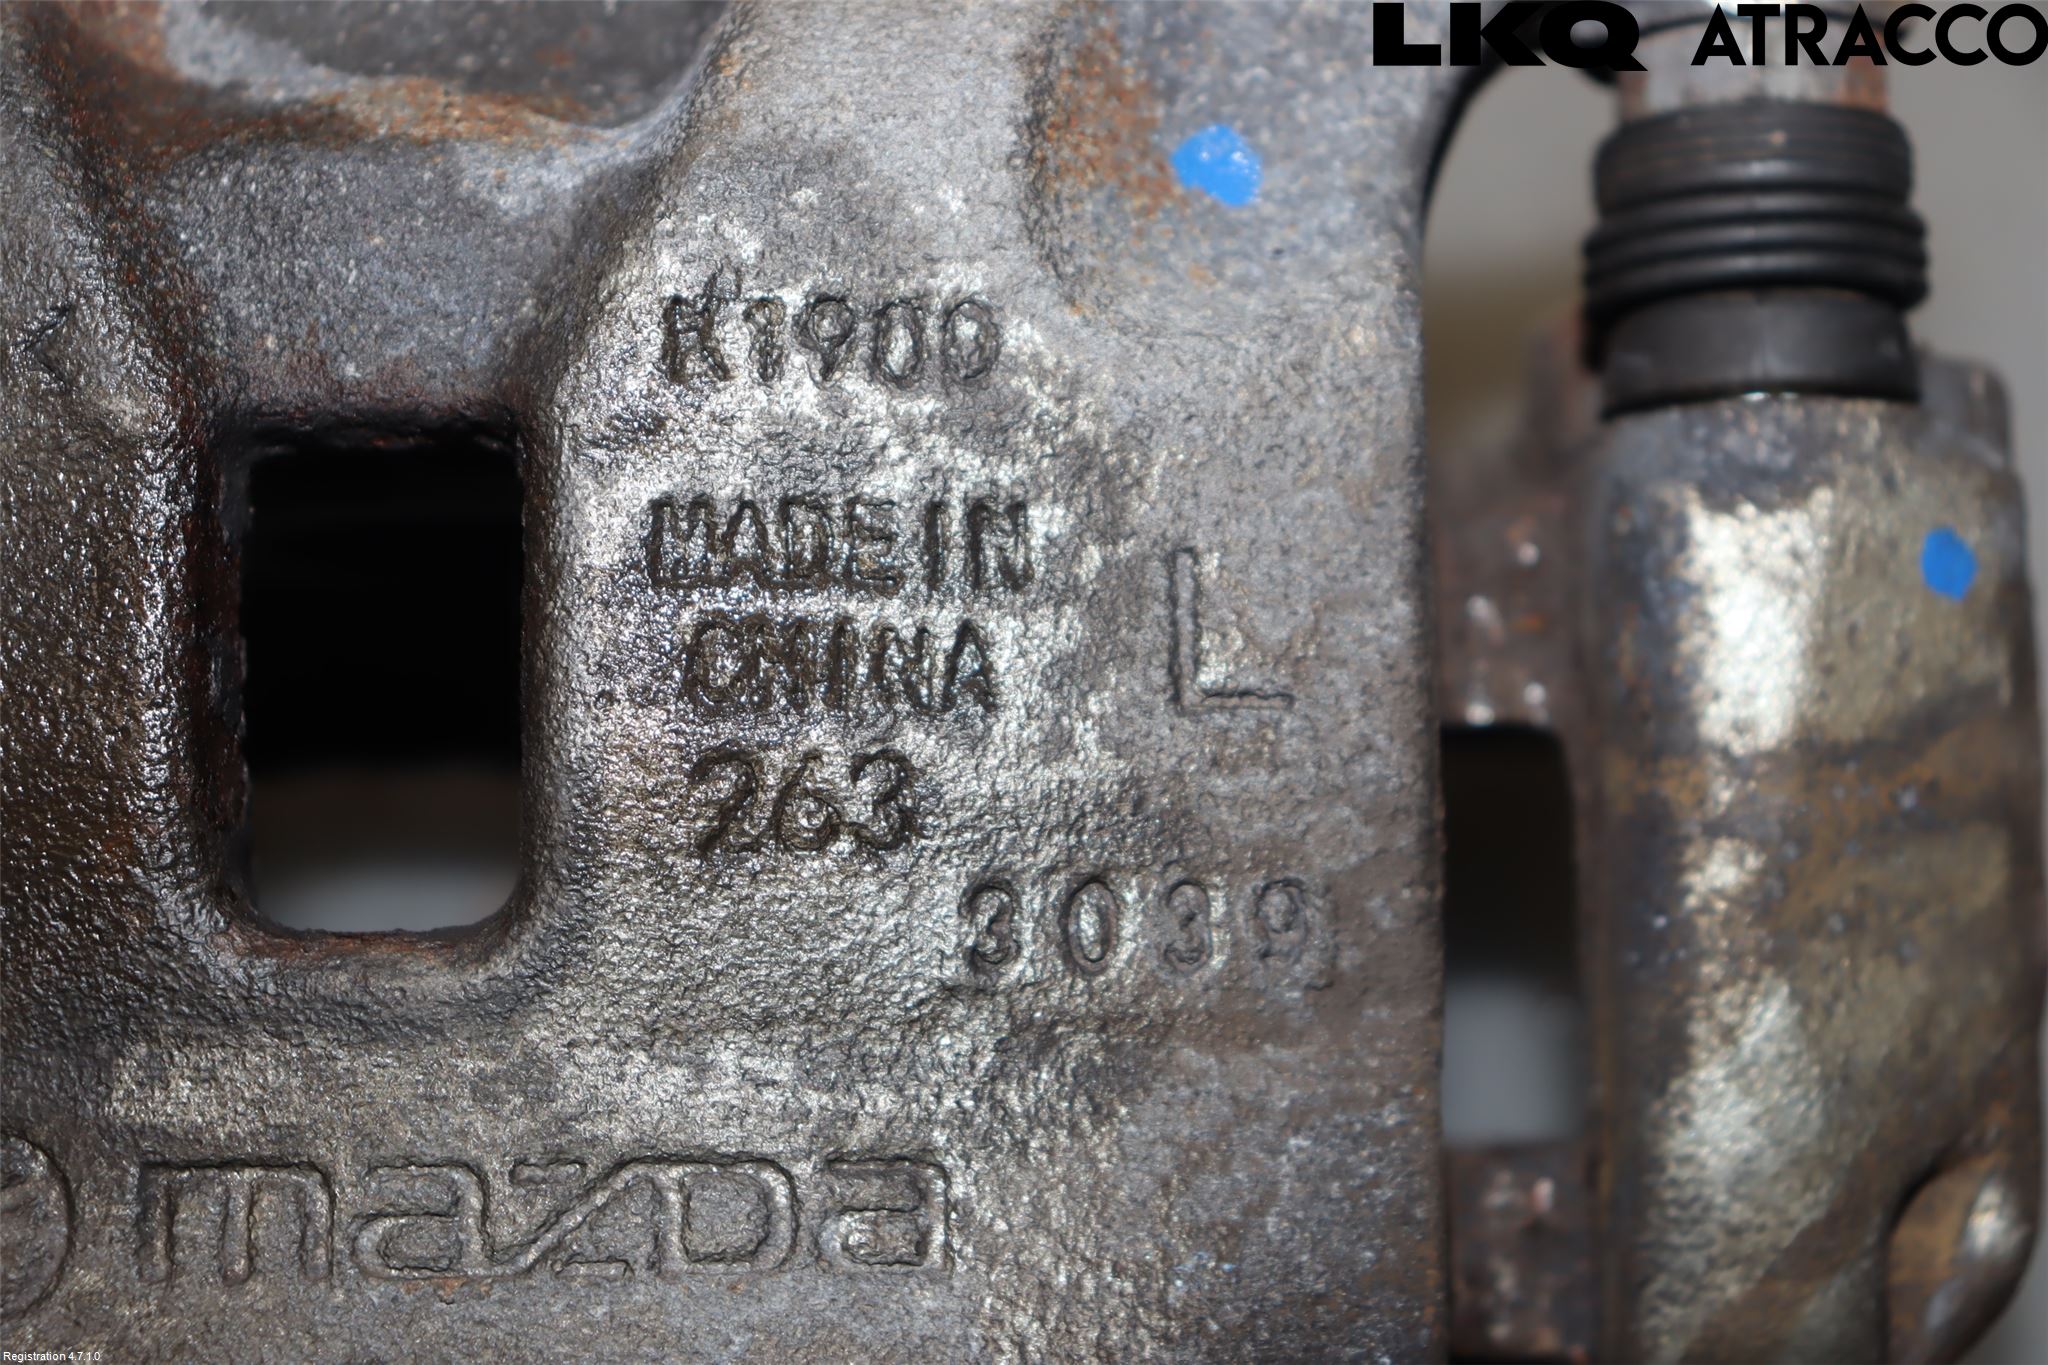 LKQ ATRACCO
K1900
MADE IN
CHINA
L
263
3039
mazda
Registration 4.7.1.0